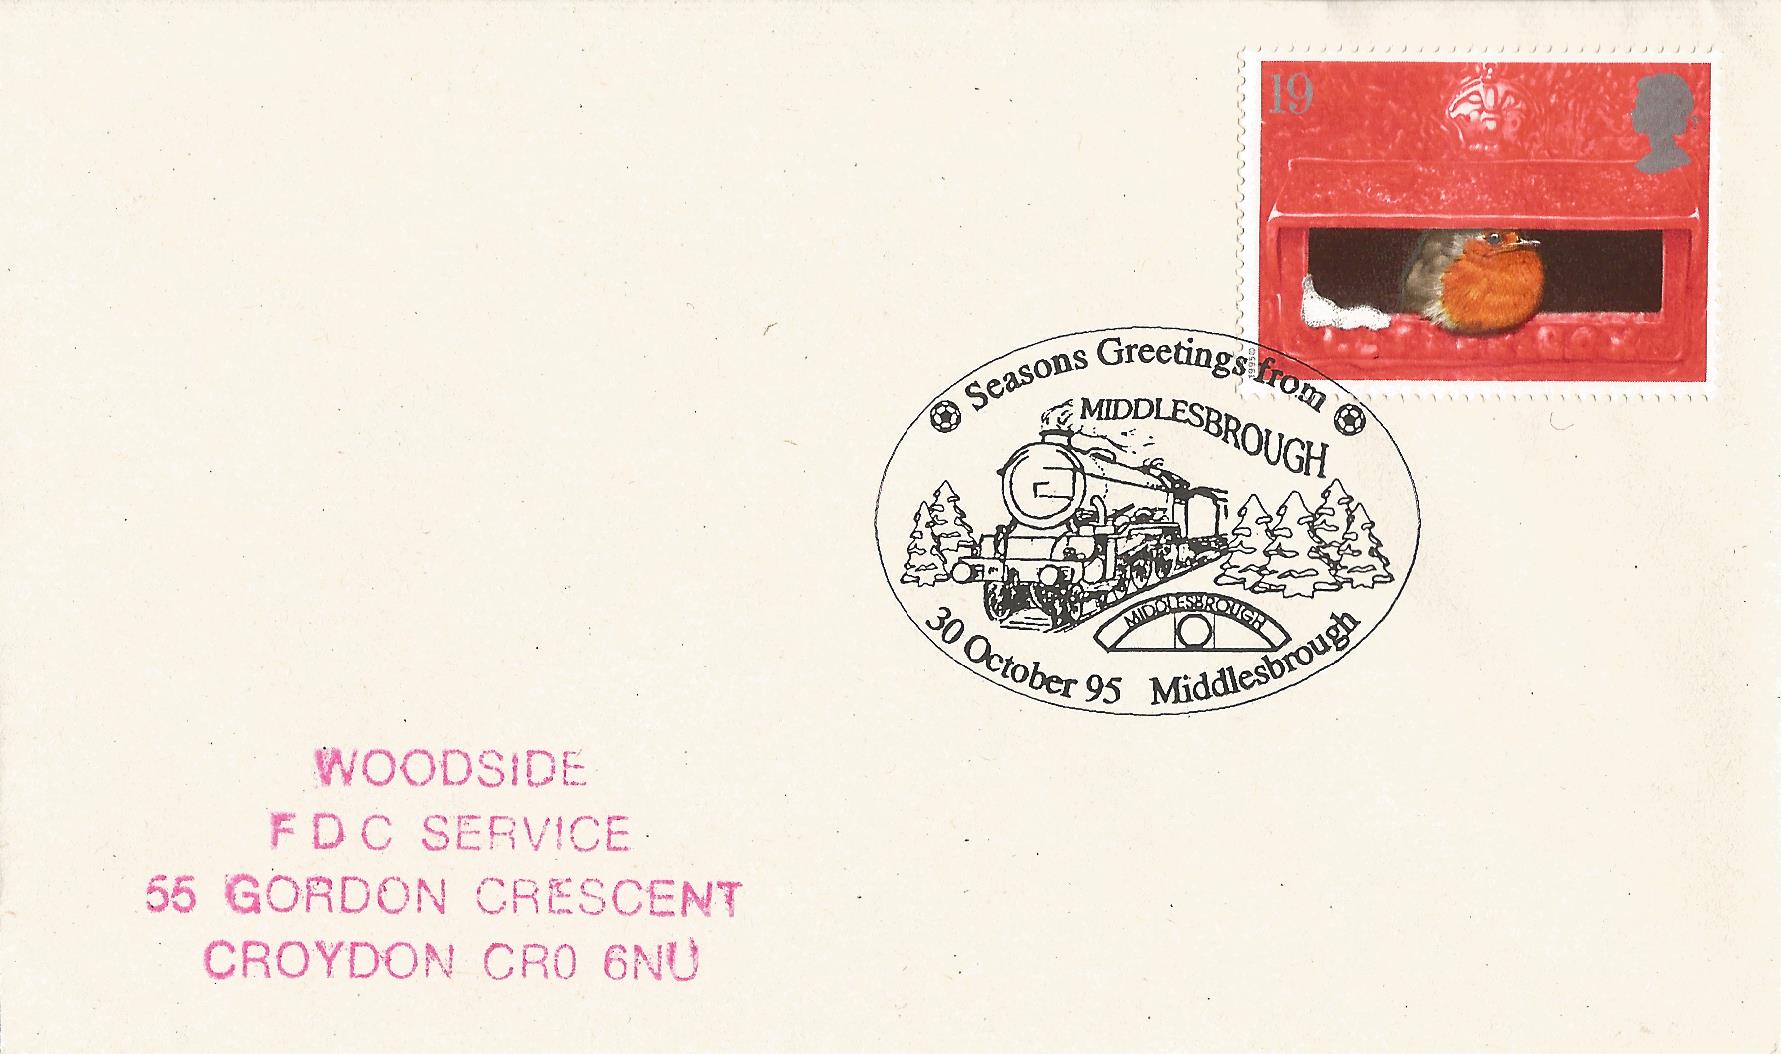 19
1995©
Seasons Greetings from
MIDDLESBROUGH
MIDDLESBROUGH
30 October 95 Middlesbrough
WOODSIDE
FDC SERVICE
55 GORDON CRESCENT
CROYDON CR0 6NU